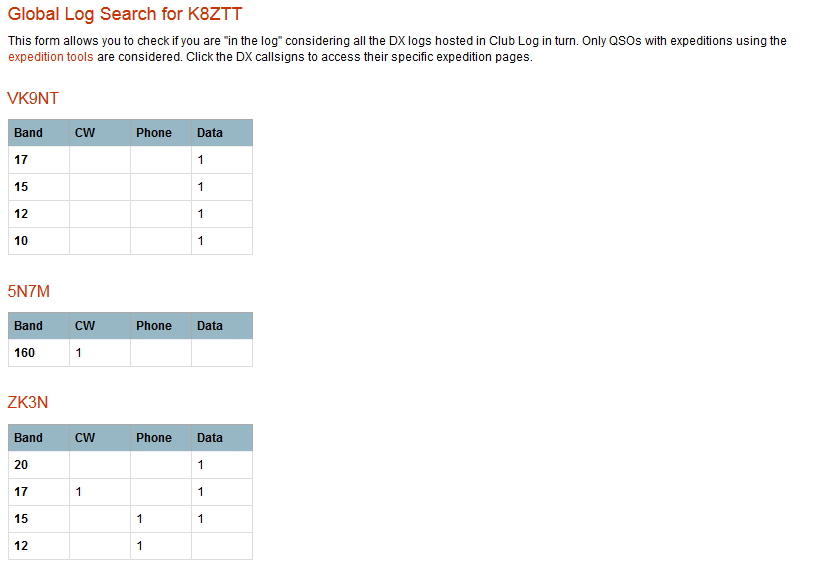 Global Log Search for K8ZTT
This form allows you to check if you are "in the log" considering all the DX logs hosted in Club Log in turn. Only QSOs with expeditions using the
expedition tools are considered. Click the DX callsigns to access their specific expedition pages.
VK9NT
Band CW Phone Data
17 1
15 1
12 1
10 1
5N7M
Band CW Phone Data
160 1
ZK3N
Band CW Phone Data
20 1
17 1 1
15 1 1
12 1